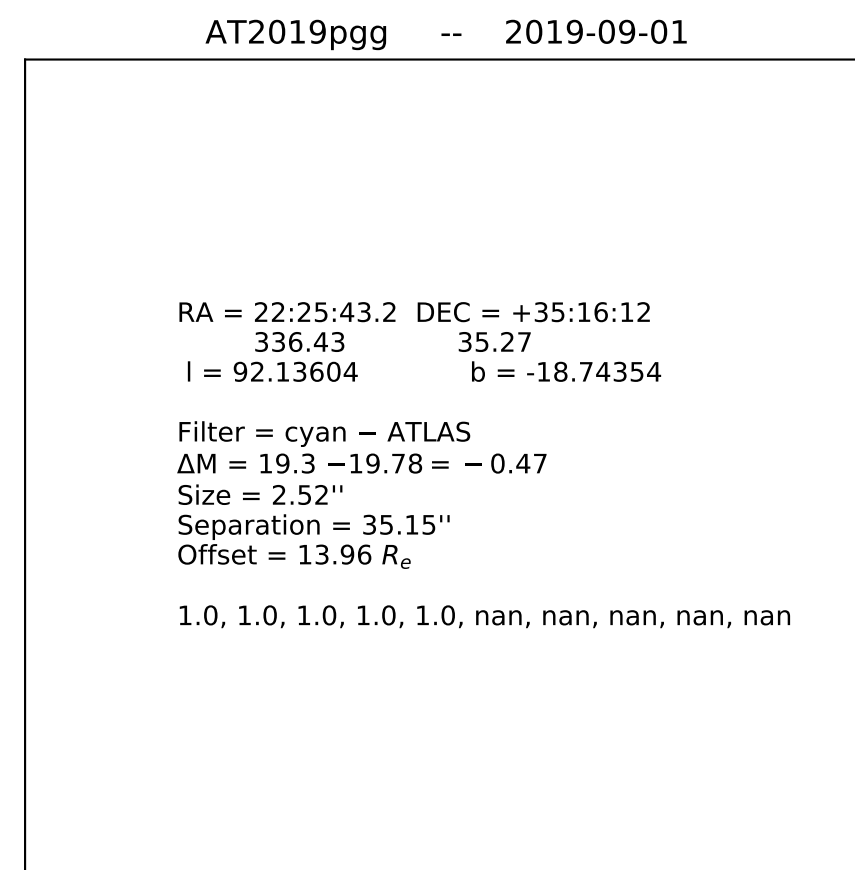 AT2019pgg -- 2019-09-01
RA = 22:25:43.2 DEC = +35:16:12
336.43 35.27
l = 92.13604 b = -18.74354
Filter = cyan − ATLAS
ΔM = 19.3 −19.78 = − 0.47
Size = 2.52''
Separation = 35.15''
Offset = 13.96 Re
1.0, 1.0, 1.0, 1.0, 1.0, nan, nan, nan, nan, nan